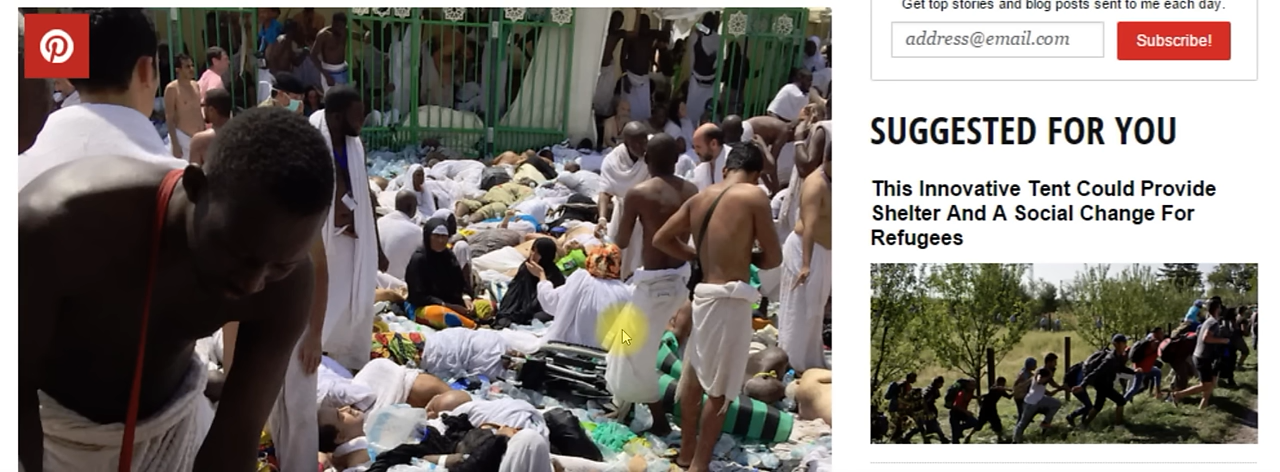 Get top stories and blog posts sent to me each day.
address@email.com
Subscribe!
SUGGESTED FOR YOU
This Innovative Tent Could Provide
Shelter And A Social Change For
Refugees